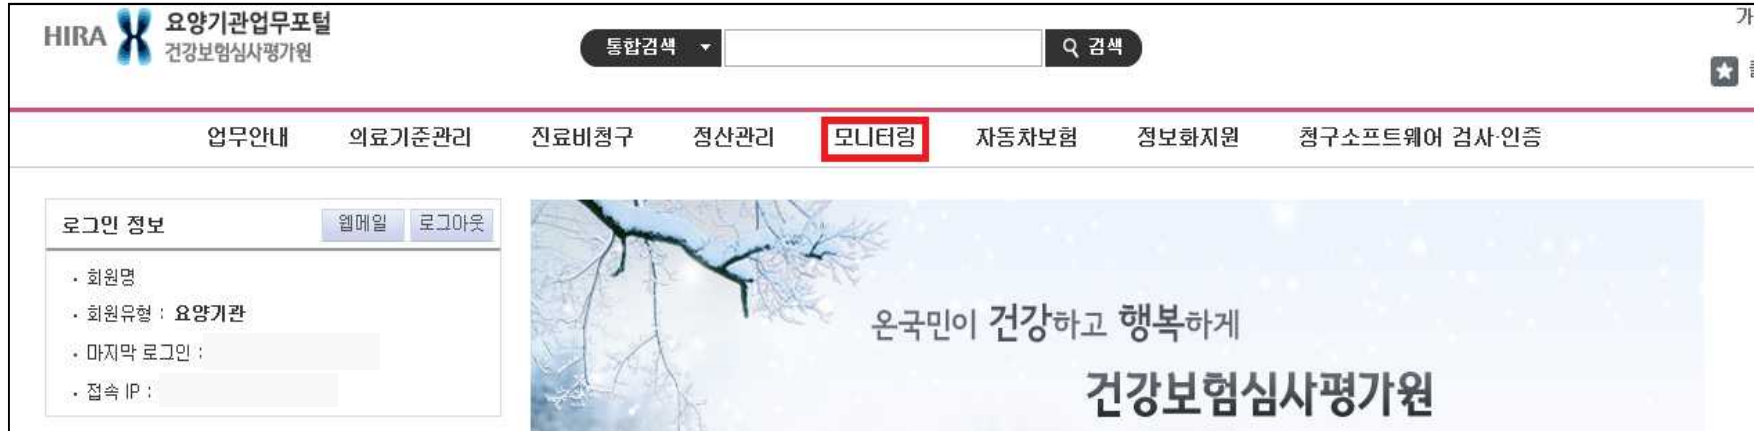 HIRA 요양기관업무포털
건강보험심사평가원
통합검색 검색
업무안내 의료기준관리 진료비청구 정산관리 모니터링 자동차보험 정보화지원 청구소프트웨어 검사·인증
로그인 정보 웹메일 로그아웃
· 회원명
· 회원유형 : 요양기관
· 마지막 로그인 :
· 접속 IP :
온국민이 건강하고 행복하게
건강보험심사평가원